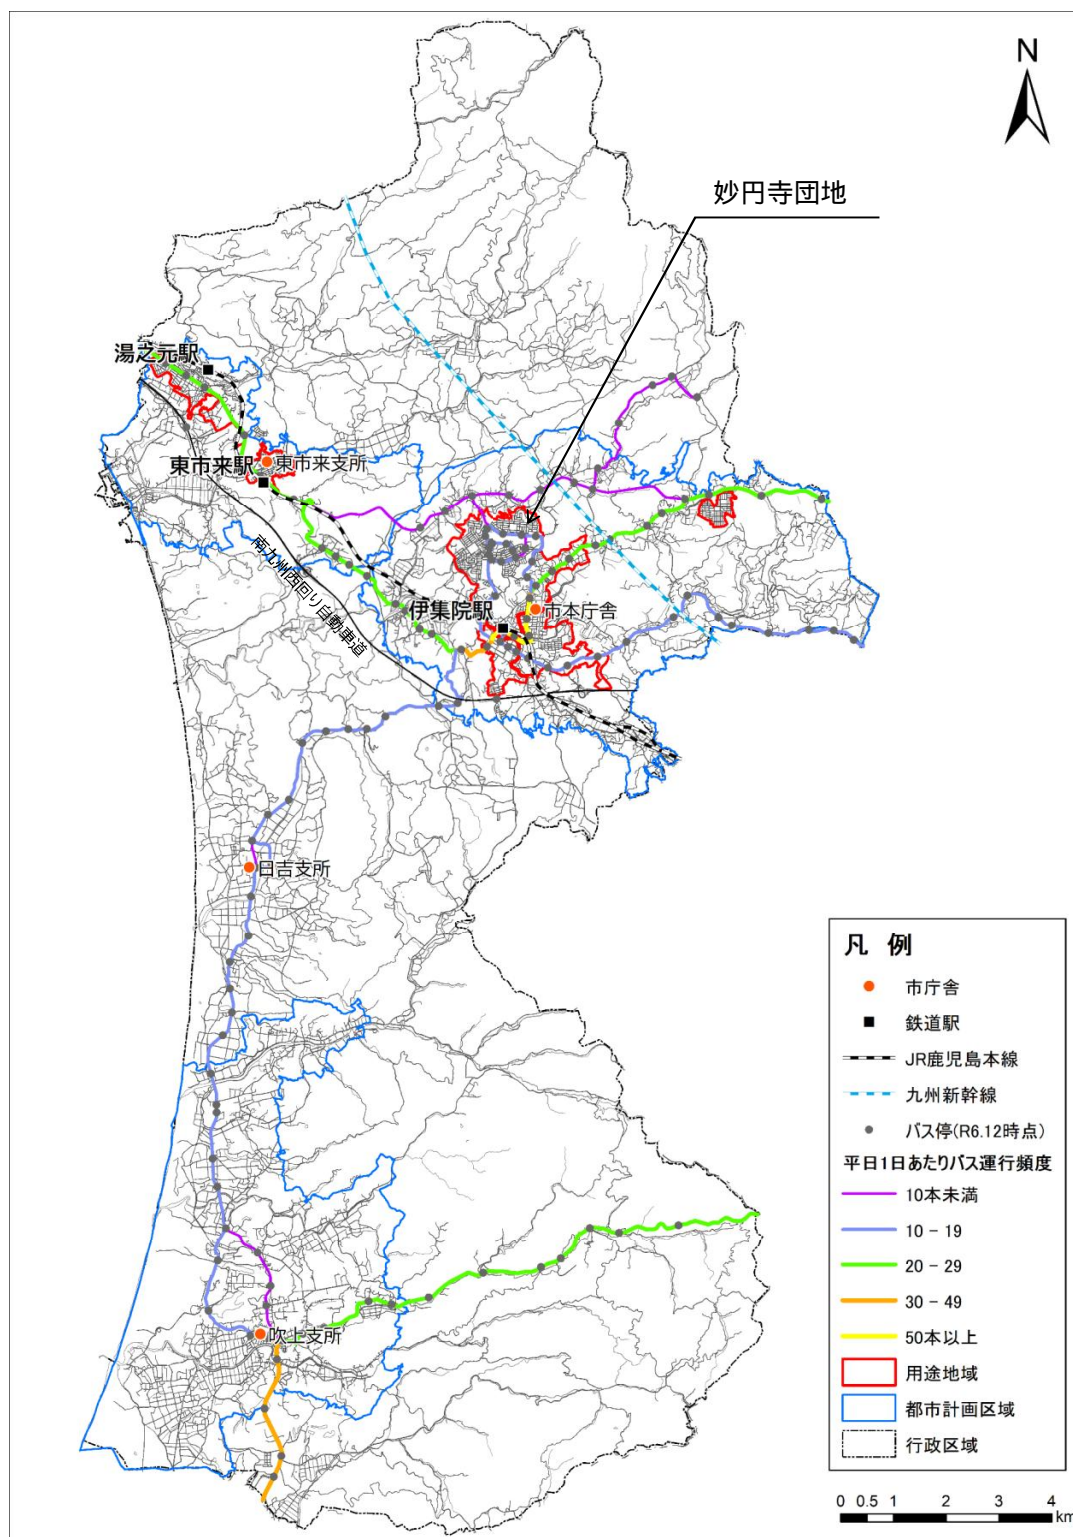 N
妙円寺団地
湯之元駅
東市来駅
東市来支所
南九州西回り自動車道
伊集院駅
市本庁舎
日吉支所
吹上支所
凡 例
市庁舎
鉄道駅
JR鹿児島本線
九州新幹線
バス停(R6.12時点)
平日1日あたりバス運行頻度
10本未満
10 - 19
20 - 29
30 - 49
50本以上
用途地域
都市計画区域
行政区域
0 0.5 1 2 3 4
km